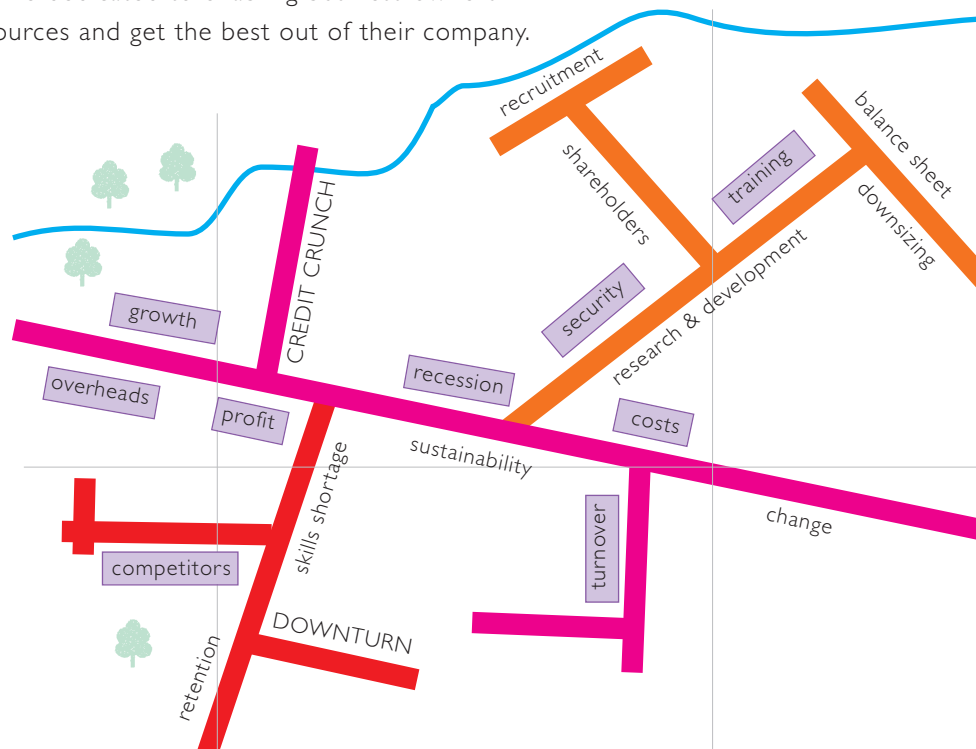 ources and get the best out of their company.
recruitment
balance sheet
training
shareholders
downsizing
CREDIT CRUNCH
research & development
security
growth
recession
overheads
profit
costs
sustainability
skills shortage
turnover
change
competitors
DOWNTURN
retention